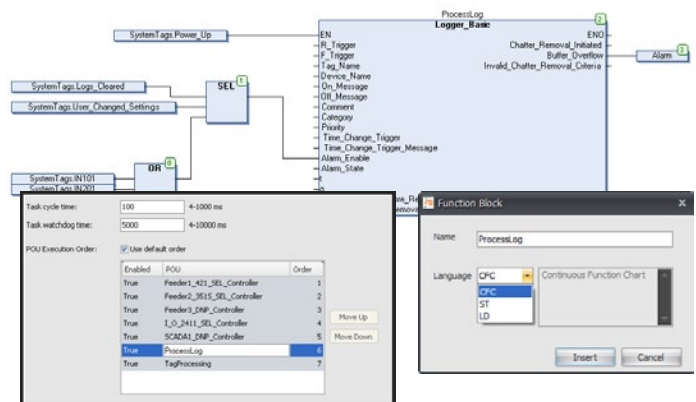 ProcessLog
Logger_Basic
2
SystemTags.Power_Up
EN
R_Trigger
F_Trigger
Tag_Name
Device_Name
On_Message
Off_Message
Comment
Category
Priority
Time_Change_Trigger
Time_Change_Trigger_Message
Alarm_Enable
Alarm_State
ENO
Chatter_Removal_Initiated
Buffer_Overflow
Invalid_Chatter_Removal_Criteria
Alarm
3
SystemTags.Logs_Cleared
SystemTags.User_Changed_Settings
SEL
1
OR
0
SystemTags.IN101
SystemTags.IN201
Task cycle time:
100
4-1000 ms
Task watchdog time:
5000
4-10000 ms
POU Execution Order:
Use default order
Enabled POU Order
True Feeder1_421_SEL_Controller 1
True Feeder2_351S_SEL_Controller 2
True Feeder3_DNP_Controller 3
True I_O_2411_SEL_Controller 4
True SCADA1_DNP_Controller 5
True ProcessLog 6
True TagProcessing 7
Move Up
Move Down
Function Block
x
Name
ProcessLog
Language
CFC
Continuous Function Chart
CFC
ST
LD
Insert
Cancel